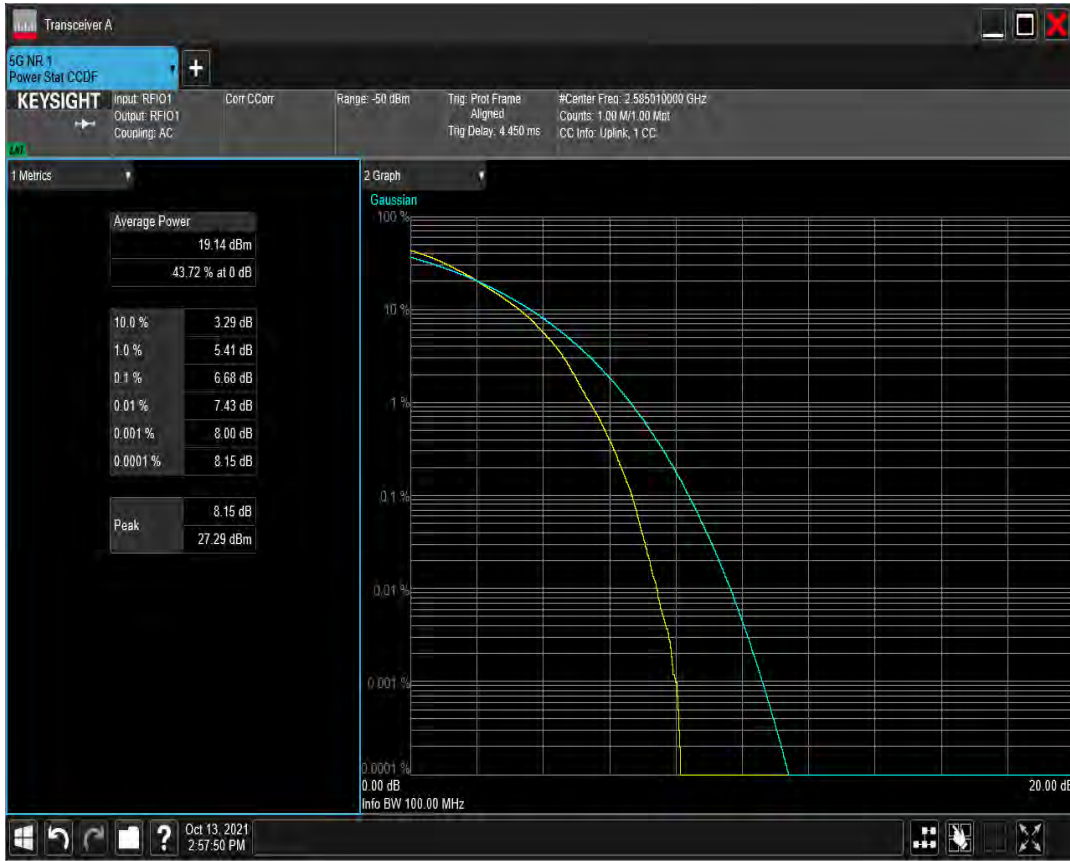 Transceiver A
5G NR 1
Power Stat CCDF
+
KEYSIGHT
Input: RFIO1
Output: RFIO1
Coupling: AC
Corr CCorr
Range: -50 dBm
Trig: Prot Frame
Aligned
Trig Delay: 4.450 ms
#Center Freq: 2.585010000 GHz
Counts: 1.00 M/1.00 Mpt
CC Info: Uplink, 1 CC
1 Metrics
Average Power
19.14 dBm
43.72 % at 0 dB
10.0 % 3.29 dB
1.0 % 5.41 dB
0.1 % 6.68 dB
0.01 % 7.43 dB
0.001 % 8.00 dB
0.0001 % 8.15 dB
Peak
8.15 dB
27.29 dBm
2 Graph
Gaussian
100 %
10 %
1 %
0.1 %
0.01 %
0.001 %
0.0001 %
0.00 dB
20.00 dB
Info BW 100.00 MHz
?
Oct 13, 2021
2:57:50 PM